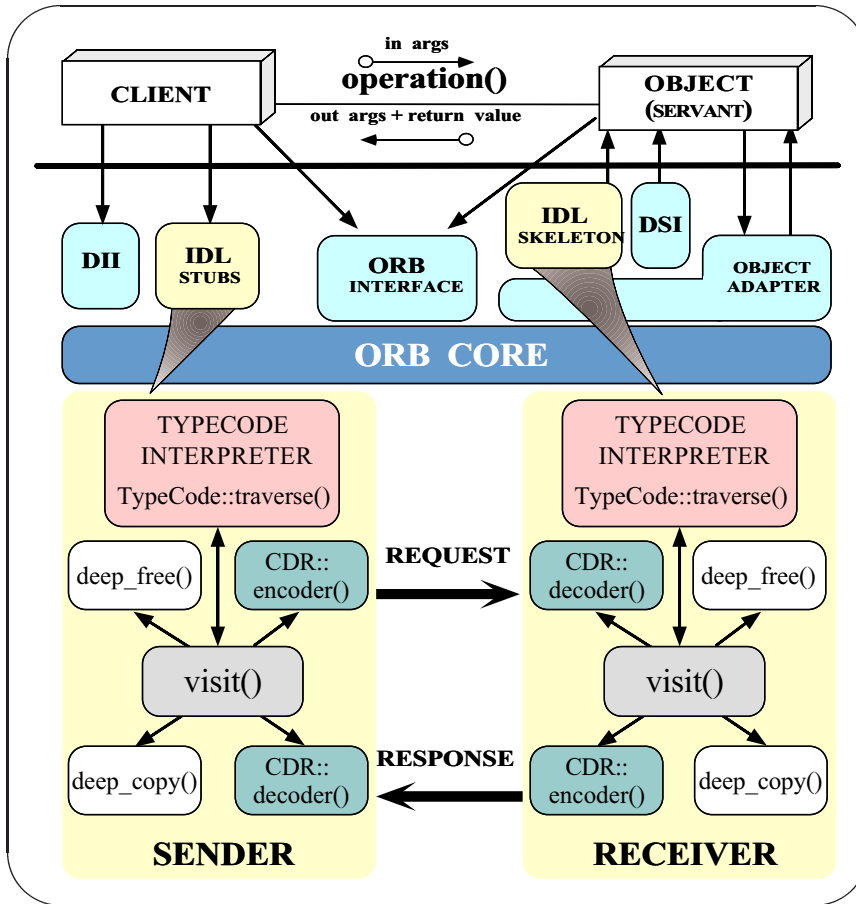 in args
operation()
out args + return value
CLIENT
OBJECT
(SERVANT)
DII
IDL
STUBS
ORB
INTERFACE
IDL
SKELETON
DSI
OBJECT
ADAPTER
ORB CORE
TYPECODE
INTERPRETER
TypeCode::traverse()
deep_free()
CDR::
encoder()
visit()
deep_copy()
CDR::
decoder()
SENDER
REQUEST
RESPONSE
TYPECODE
INTERPRETER
TypeCode::traverse()
CDR::
decoder()
deep_free()
visit()
CDR::
encoder()
deep_copy()
RECEIVER